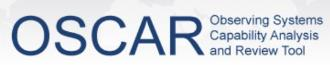 OSCAR
Observing Systems
Capability Analysis
and Review Tool